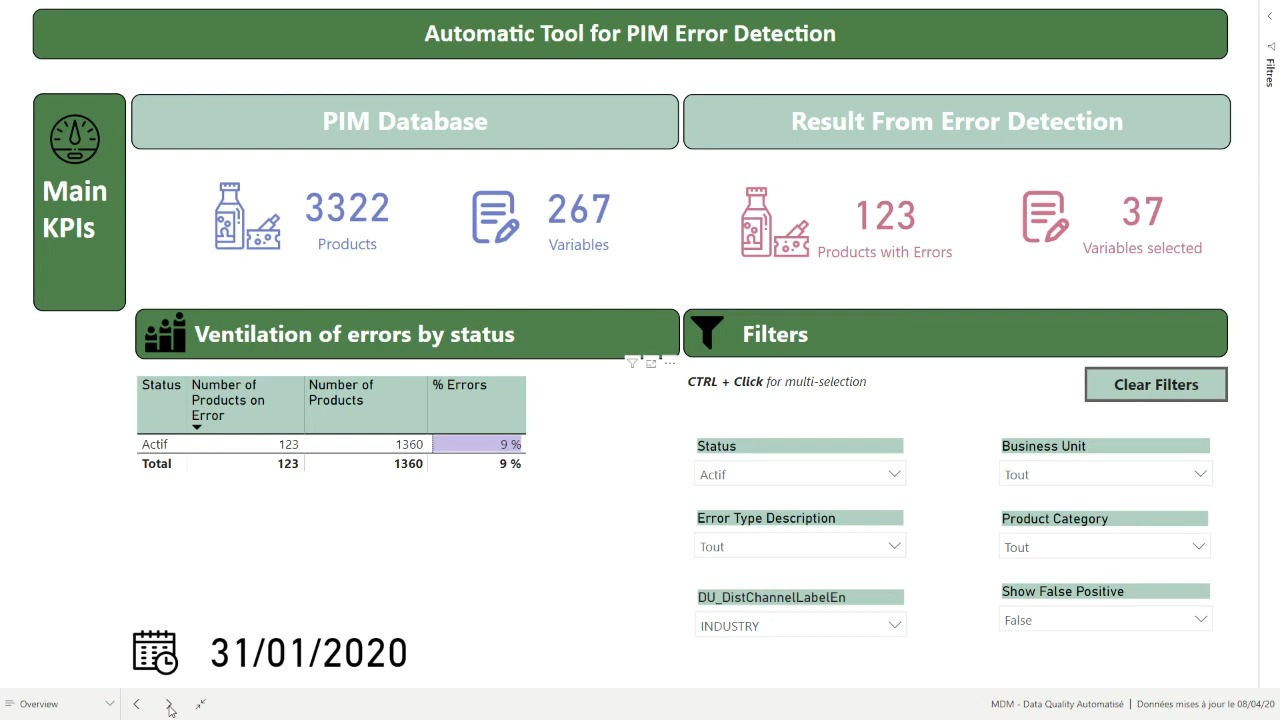 Automatic Tool for PIM Error Detection
Filtres
Main
KPIs
PIM Database
Result From Error Detection
3322
Products
267
Variables
123
Products with Errors
37
Variables selected
Ventilation of errors by status
Filters
Status Number of Products on Error Number of Products % Errors
Actif 123 1360 9 %
Total 123 1360 9 %
CTRL + Click for multi-selection
Clear Filters
Status
Actif
Business Unit
Tout
Error Type Description
Tout
Product Category
Tout
DU_DistChannelLabelEn
INDUSTRY
Show False Positive
False
31/01/2020
Overview
MDM - Data Quality Automatisé | Données mises à jour le 08/04/20